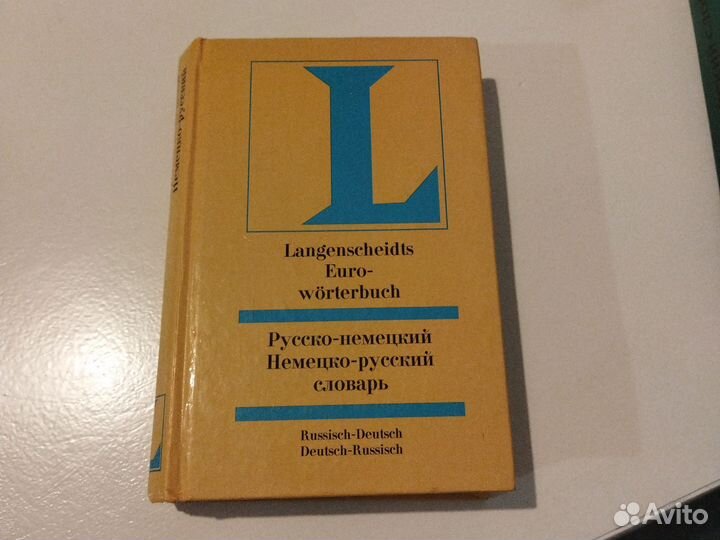 Немецко-русский
L
Langenscheidts
Euro-
wörterbuch
Русско-немецкий
Немецко-русский
словарь
Russisch-Deutsch
Deutsch-Russisch
L
Avito